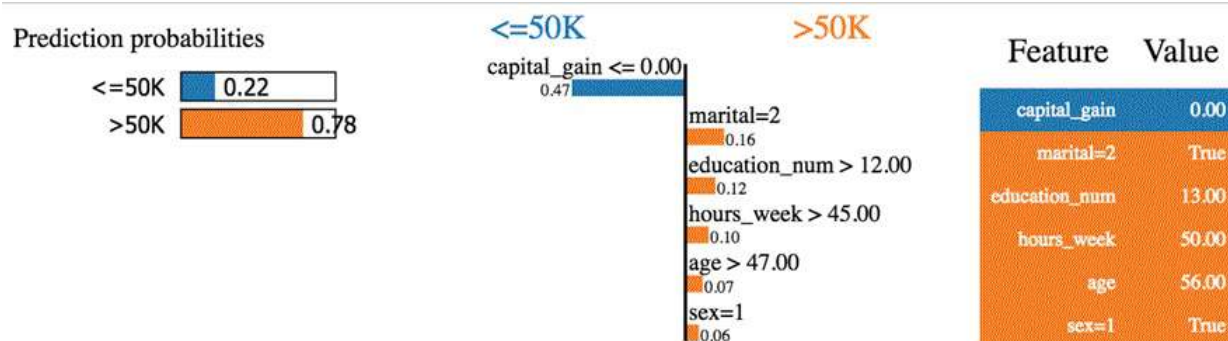 Prediction probabilities
<=50K 0.22
>50K 0.78
<=50K >50K
capital_gain <= 0.00
0.47
marital=2
0.16
education_num > 12.00
0.12
hours_week > 45.00
0.10
age > 47.00
0.07
sex=1
0.06
Feature Value
capital_gain 0.00
marital=2 True
education_num 13.00
hours_week 50.00
age 56.00
sex=1 True